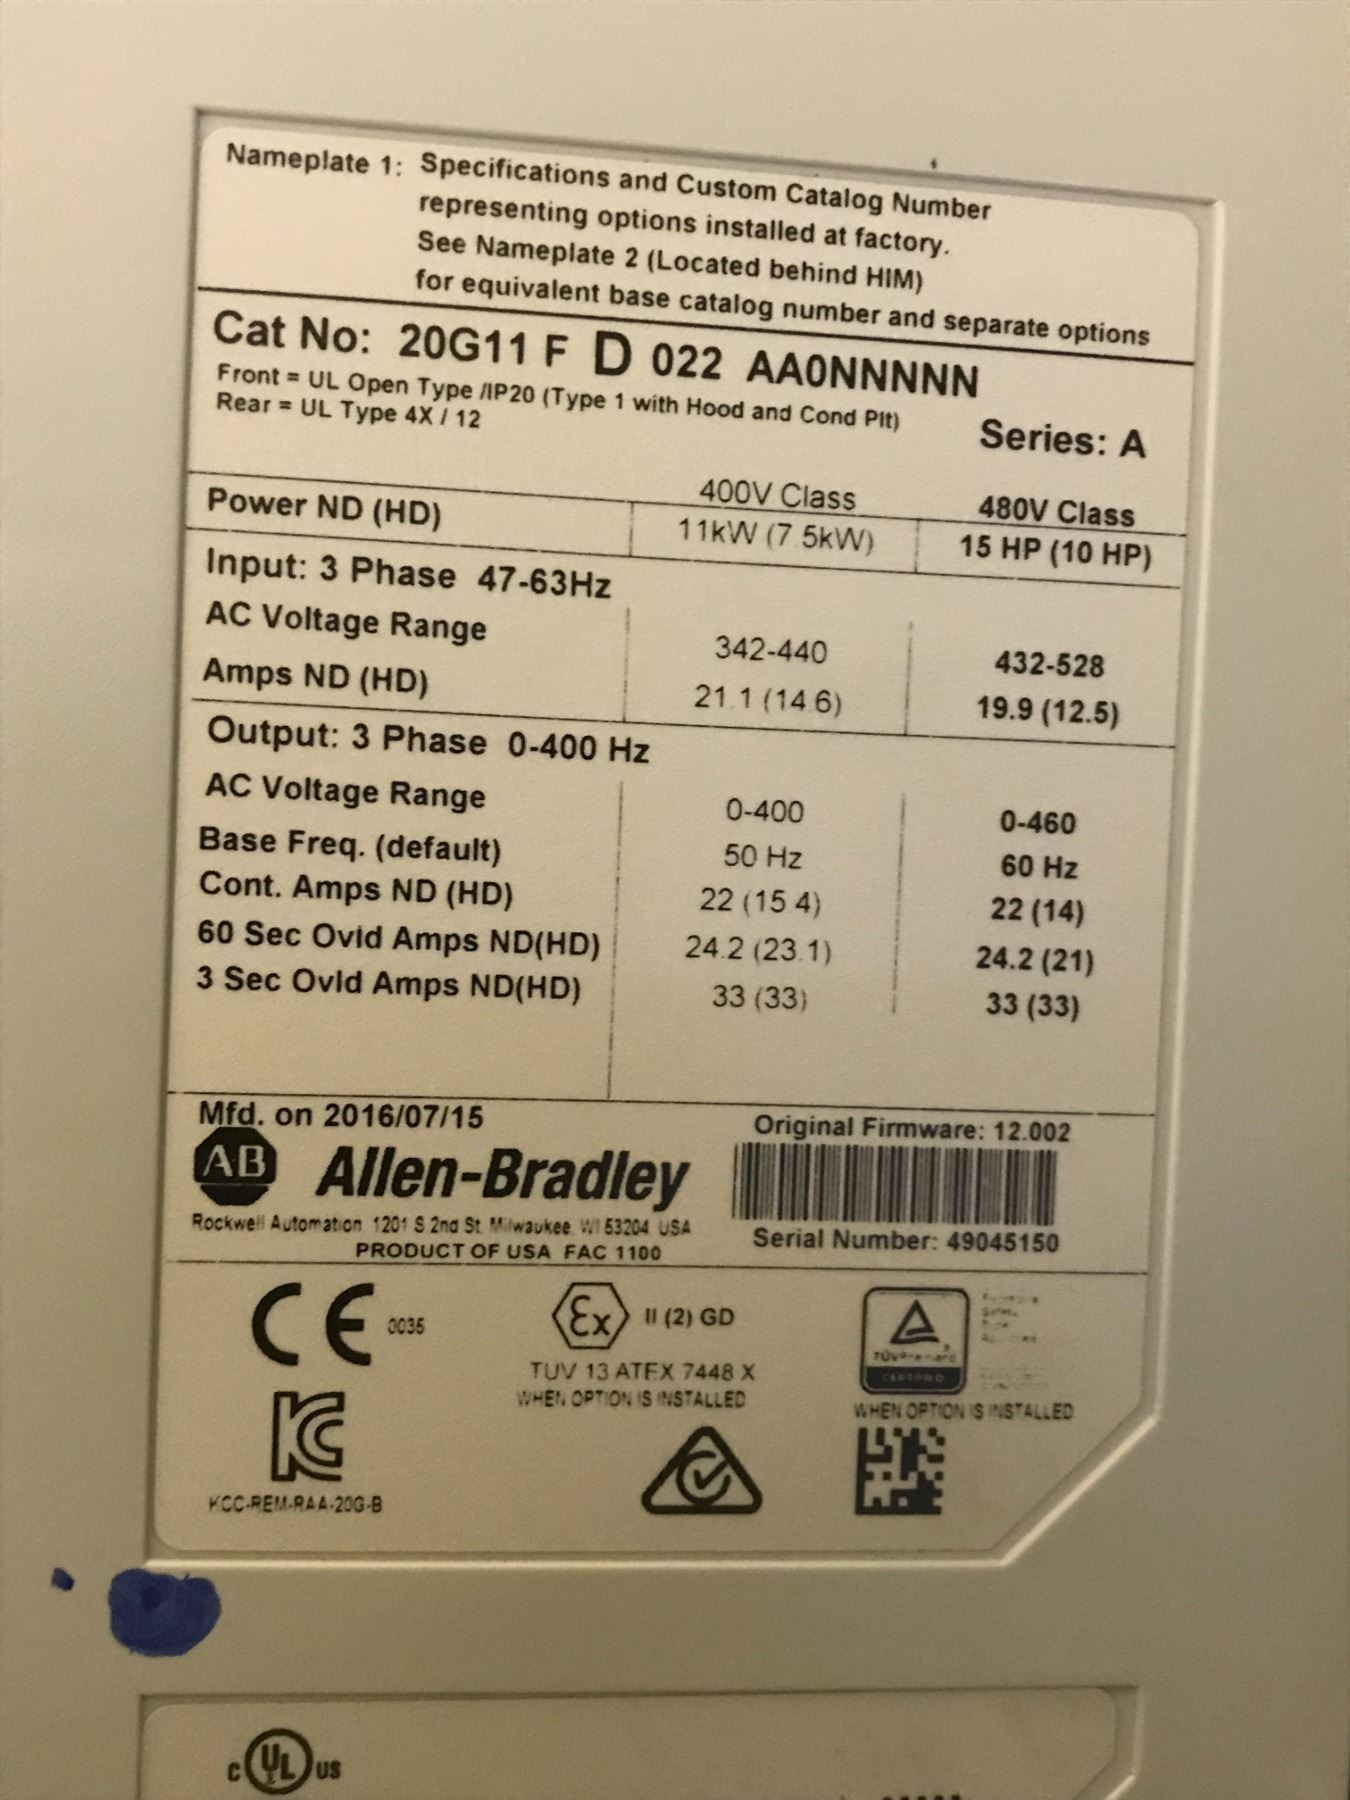 Nameplate 1: Specifications and Custom Catalog Number
representing options installed at factory.
See Nameplate 2 (Located behind HIM)
for equivalent base catalog number and separate options
Cat No: 20G11 F D 022 AA0NNNNN
Front = UL Open Type /IP20 (Type 1 with Hood and Cond Plt)
Rear = UL Type 4X / 12
Series: A
400V Class 480V Class
Power ND (HD) 11kW (7.5kW) 15 HP (10 HP)
Input: 3 Phase 47-63Hz
AC Voltage Range 342-440 432-528
Amps ND (HD) 21.1 (14.6) 19.9 (12.5)
Output: 3 Phase 0-400 Hz
AC Voltage Range 0-400 0-460
Base Freq. (default) 50 Hz 60 Hz
Cont. Amps ND (HD) 22 (15.4) 22 (14)
60 Sec Ovld Amps ND(HD) 24.2 (23.1) 24.2 (21)
3 Sec Ovld Amps ND(HD) 33 (33) 33 (33)
Mfd. on 2016/07/15 Original Firmware: 12.002
AB Allen-Bradley
Rockwell Automation 1201 S 2nd St. Milwaukee, WI 53204 USA
PRODUCT OF USA FAC 1100
Serial Number: 49045150
CE 0035
Ex II (2) GD
TUV 13 ATEX 7448 X
WHEN OPTION IS INSTALLED
TÜVRheinland
CERTIFIED
WHEN OPTION IS INSTALLED
KC
KCC-REM-RAA-20G-B
c UL US